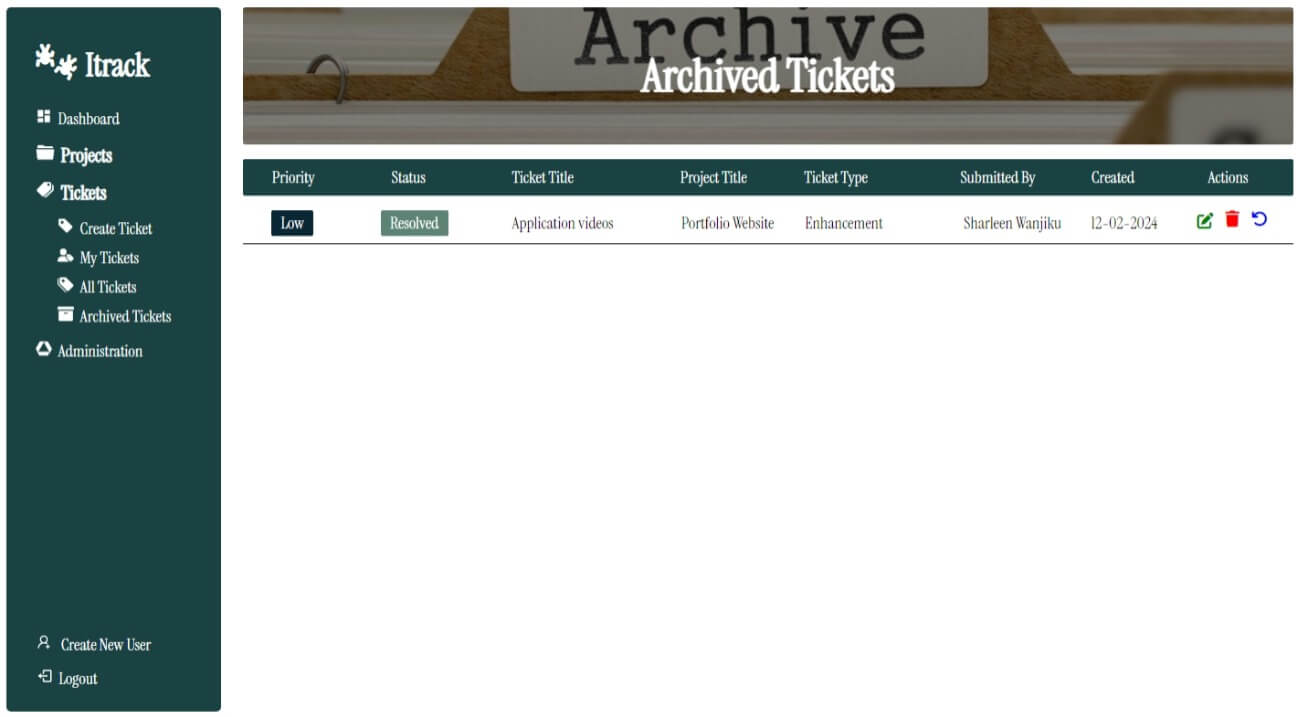 Itrack
Dashboard
Projects
Tickets
Create Ticket
My Tickets
All Tickets
Archived Tickets
Administration
Create New User
Logout
Archive
Archived Tickets
Priority Status Ticket Title Project Title Ticket Type Submitted By Created Actions
Low Resolved Application videos Portfolio Website Enhancement Sharleen Wanjiku 12-02-2024